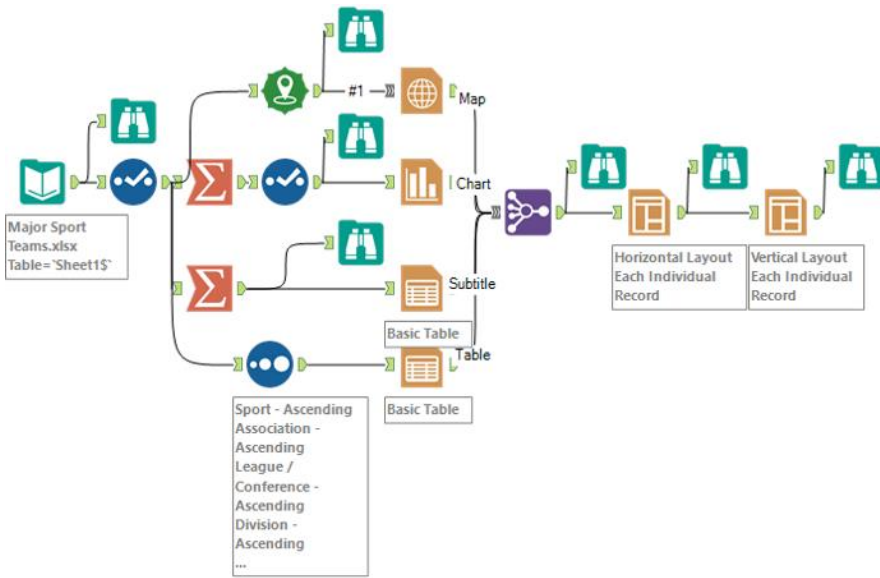 #1
Map
Chart
Major Sport
Teams.xlsx
Table=`Sheet1$`
Horizontal Layout
Each Individual
Record
Vertical Layout
Each Individual
Record
Subtitle
Basic Table
Table
Sport - Ascending
Association -
Ascending
League /
Conference -
Ascending
Division -
Ascending
...
Basic Table